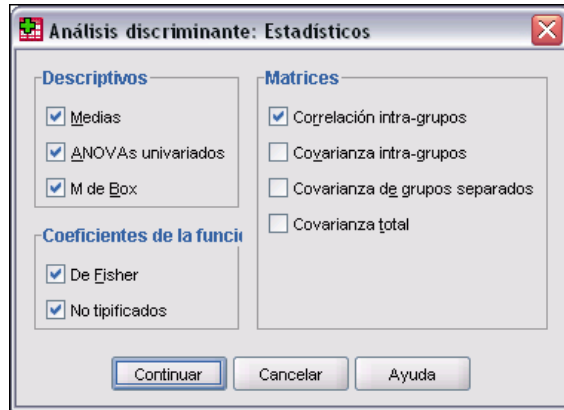 Análisis discriminante: Estadísticos
Descriptivos
Medias
ANOVAs univariados
M de Box
Coeficientes de la funci
De Fisher
No tipificados
Matrices
Correlación intra-grupos
Covarianza intra-grupos
Covarianza de grupos separados
Covarianza total
Continuar
Cancelar
Ayuda